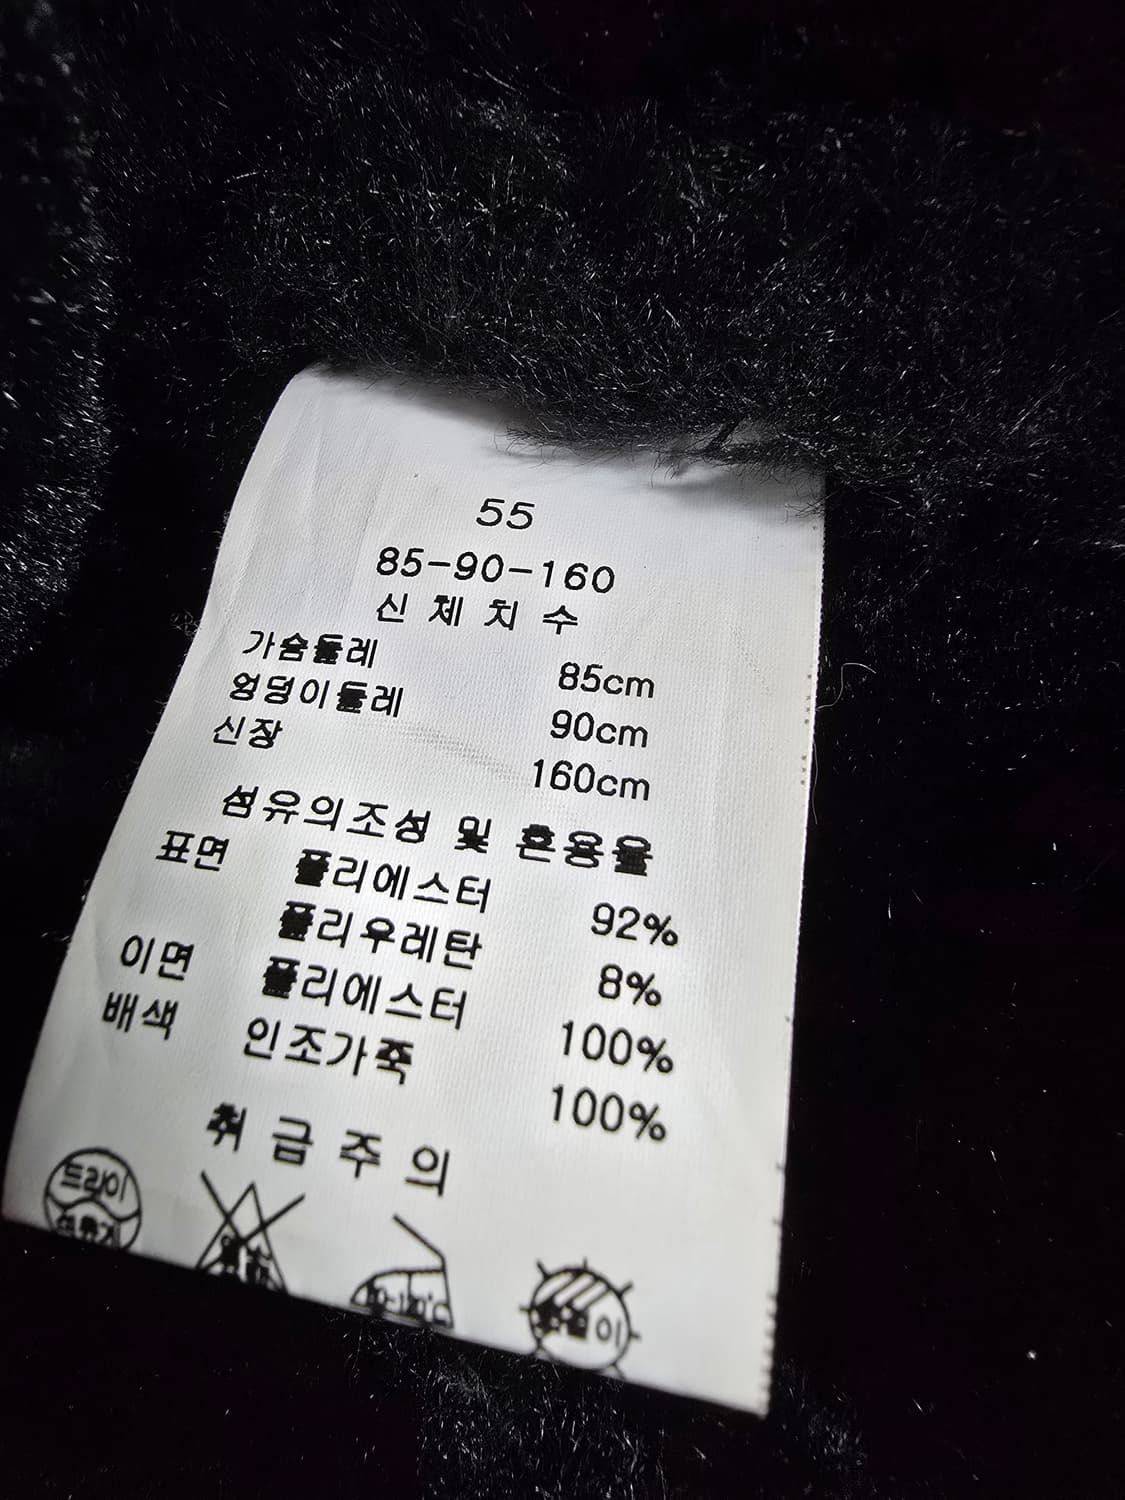 55
85-90-160
신체치수
가슴둘레 85cm
엉덩이둘레 90cm
신장 160cm
섬유의조성 및 혼용율
표면 폴리에스터 92%
폴리우레탄 8%
이면 폴리에스터 100%
배색 인조가죽 100%
취급주의
드라이